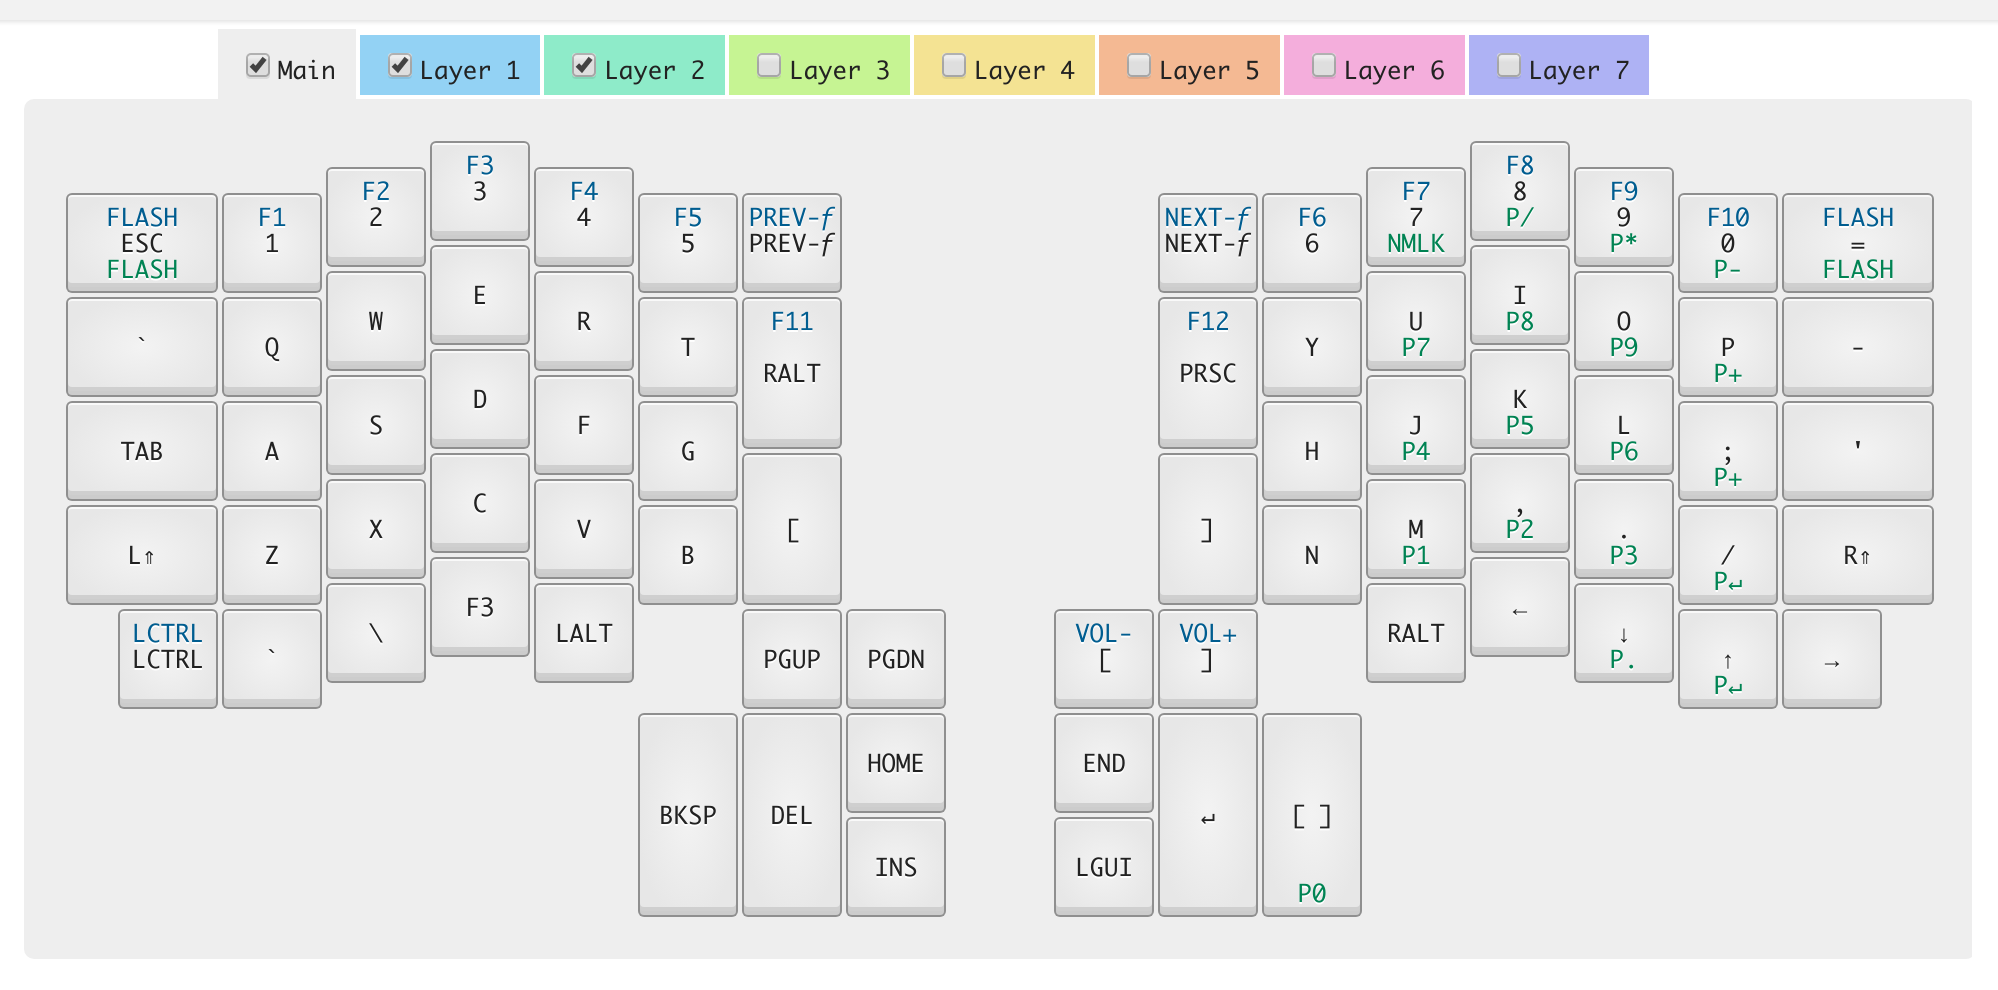 Main
Layer 1
Layer 2
Layer 3
Layer 4
Layer 5
Layer 6
Layer 7
FLASH
ESC
FLASH
F1
1
F2
2
F3
3
F4
4
F5
5
PREV-f
PREV-f
`
Q
W
E
R
T
F11
RALT
TAB
A
S
D
F
G
L⇑
Z
X
C
V
B
[
LCTRL
LCTRL
`
\
F3
LALT
PGUP
PGDN
BKSP
DEL
HOME
INS
NEXT-f
NEXT-f
F6
6
F7
7
NMLK
F8
8
P/
F9
9
P*
F10
0
P-
FLASH
=
FLASH
F12
PRSC
Y
U
P7
I
P8
O
P9
P
P+
-
H
J
P4
K
P5
L
P6
;
P+
'
]
N
M
P1
,
P2
.
P3
/
P↵
R⇑
VOL-
[
VOL+
]
RALT
←
↓
P.
↑
P↵
→
END
LGUI
↵
[ ]
P0